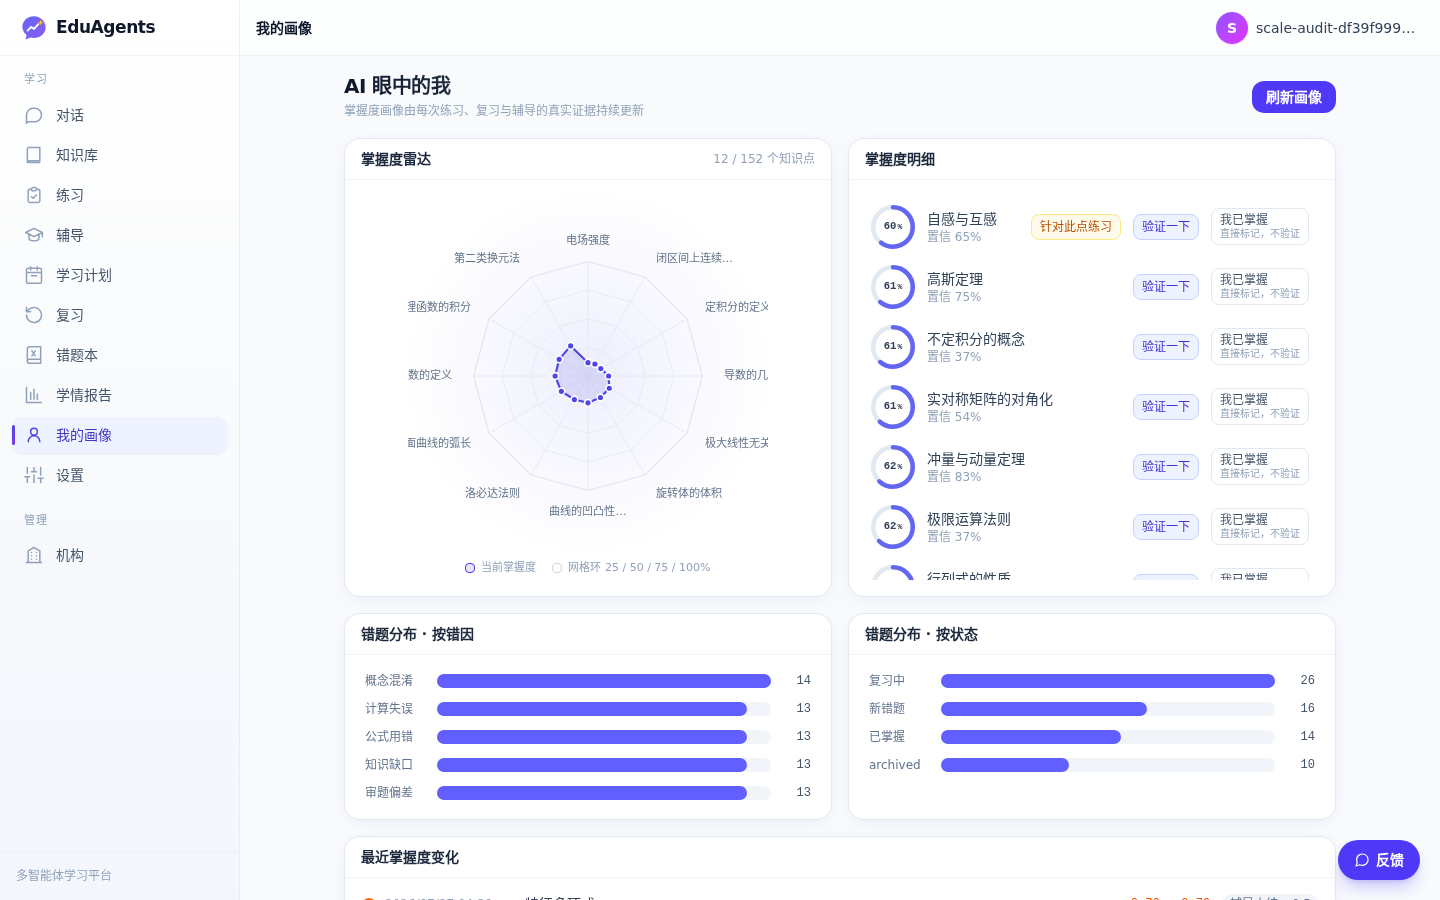 EduAgents
学习
对话
知识库
练习
辅导
学习计划
复习
错题本
学情报告
我的画像
设置
管理
机构
多智能体学习平台
我的画像
S
scale-audit-df39f999...
AI 眼中的我
掌握度画像由每次练习、复习与辅导的真实证据持续更新
刷新画像
掌握度雷达
12 / 152 个知识点
电场强度
第二类换元法
闭区间上连续...
函数的积分
定积分的定义
数的定义
导数的几
曲线的弧长
极大线性无关
洛必达法则
旋转体的体积
曲线的凹凸性...
当前掌握度
网格环 25 / 50 / 75 / 100%
掌握度明细
60%
自感与互感
置信 65%
针对此点练习
验证一下
我已掌握
直接标记，不验证
61%
高斯定理
置信 75%
验证一下
我已掌握
直接标记，不验证
61%
不定积分的概念
置信 37%
验证一下
我已掌握
直接标记，不验证
61%
实对称矩阵的对角化
置信 54%
验证一下
我已掌握
直接标记，不验证
62%
冲量与动量定理
置信 83%
验证一下
我已掌握
直接标记，不验证
62%
极限运算法则
置信 37%
验证一下
我已掌握
直接标记，不验证
行列式的性质
我已掌握
错题分布 · 按错因
概念混淆 14
计算失误 13
公式用错 13
知识缺口 13
审题偏差 13
错题分布 · 按状态
复习中 26
新错题 16
已掌握 14
archived 10
最近掌握度变化
反馈